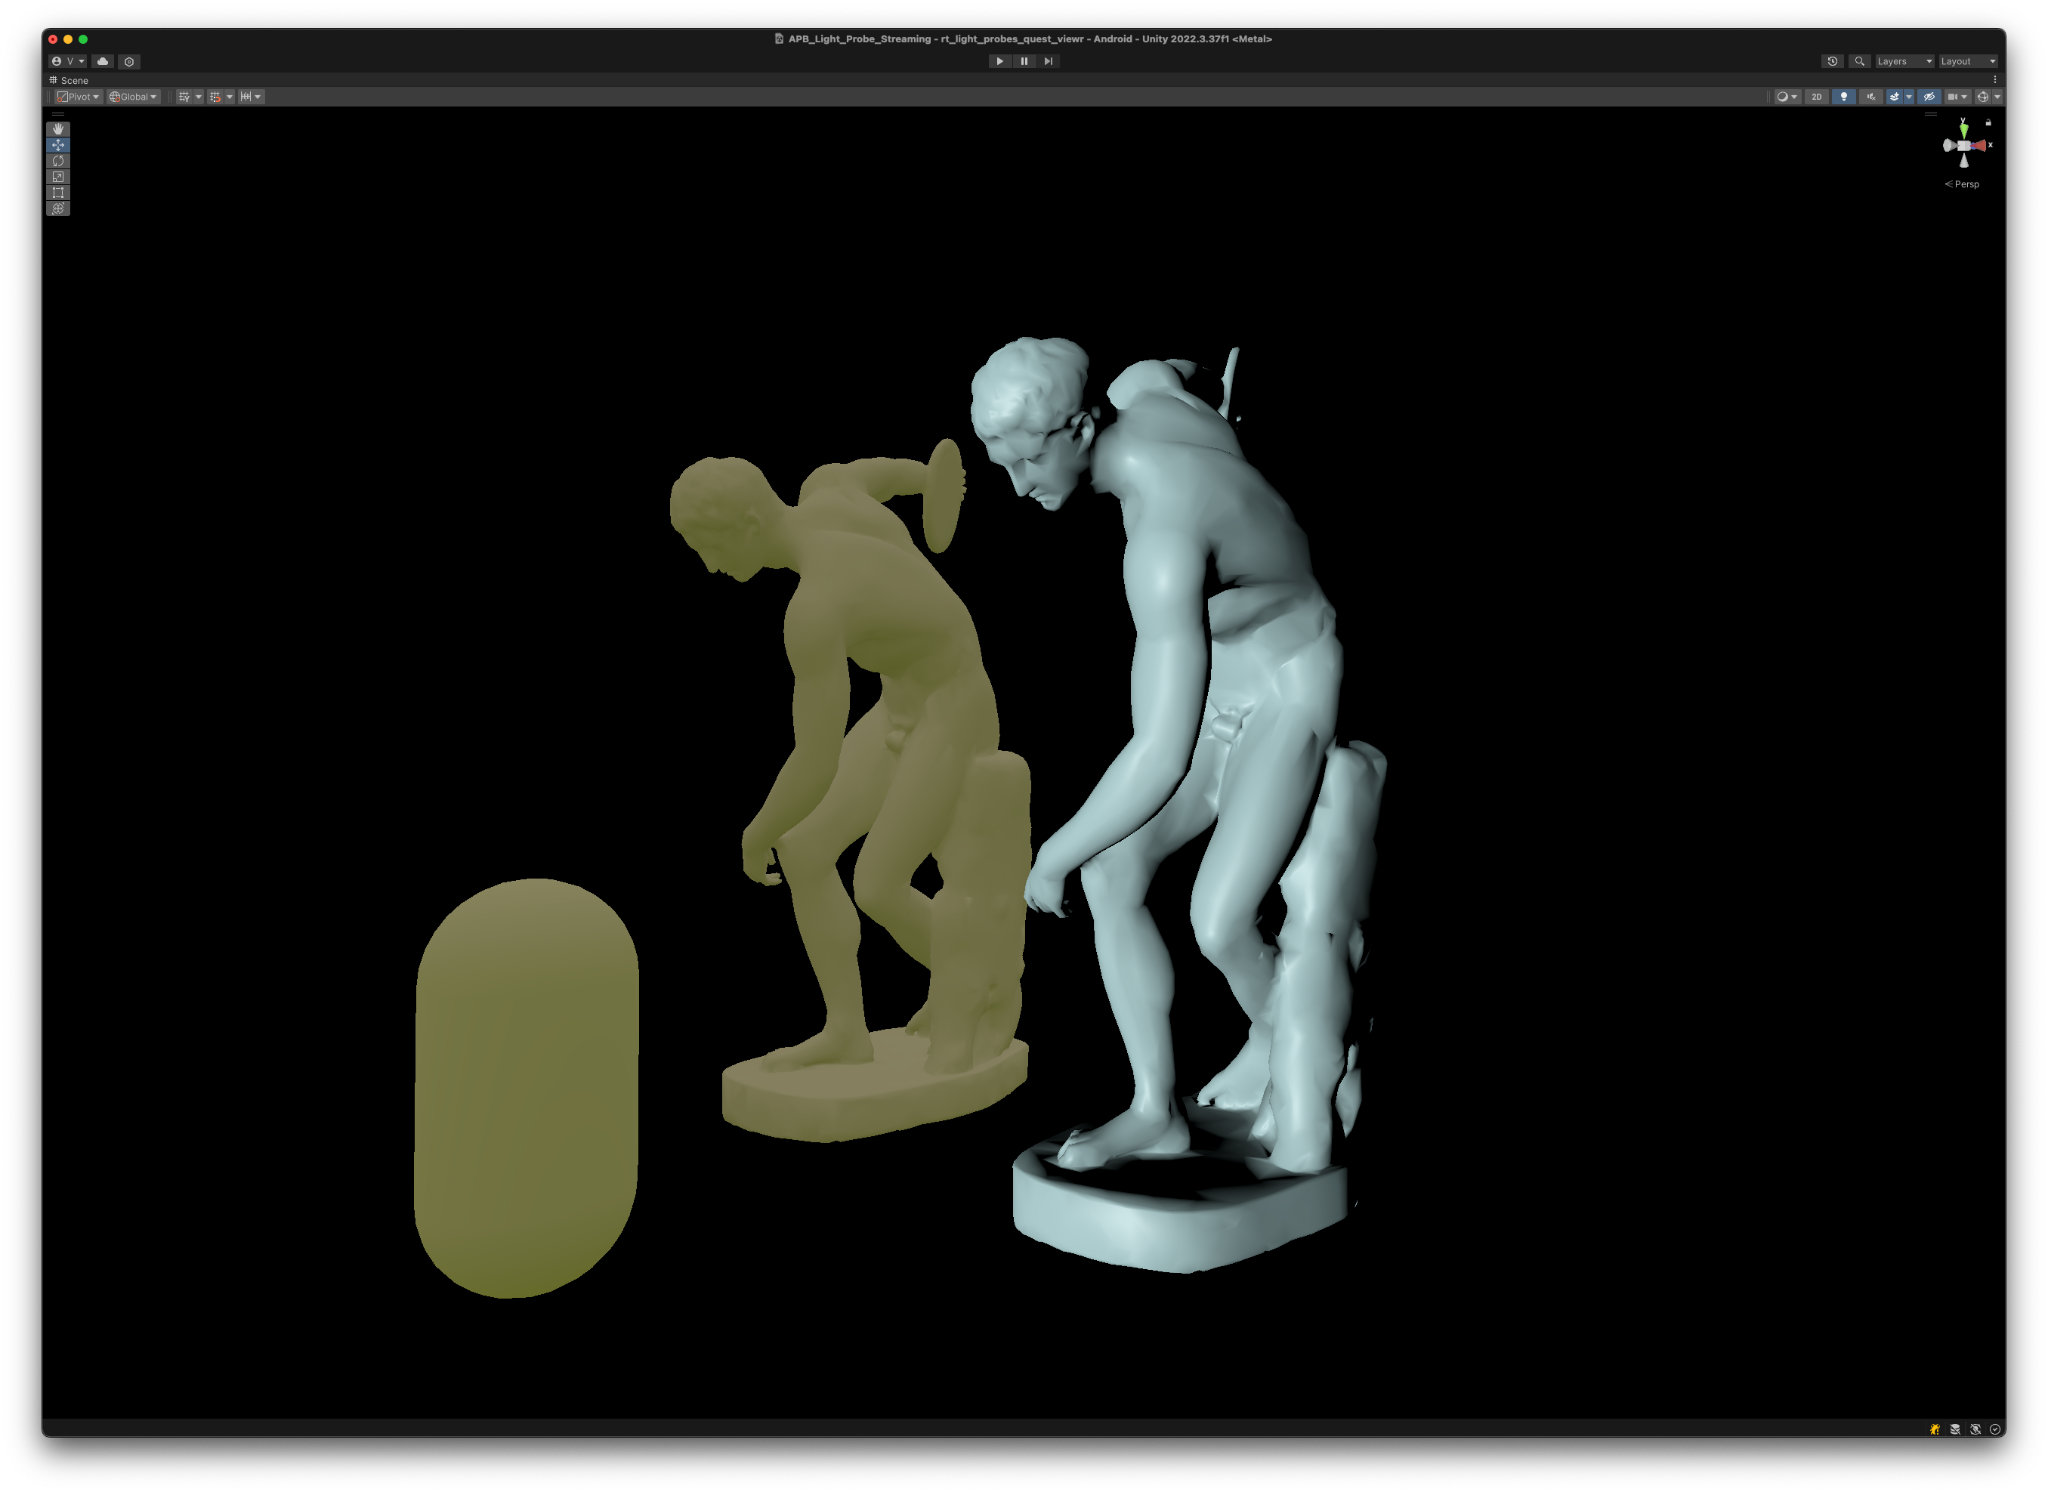 APB_Light_Probe_Streaming - rt_light_probes_quest_viewr - Android - Unity 2022.3.37f1 <Metal>
V
Layers
Layout
Scene
Pivot
Global
2D
y
x
Persp